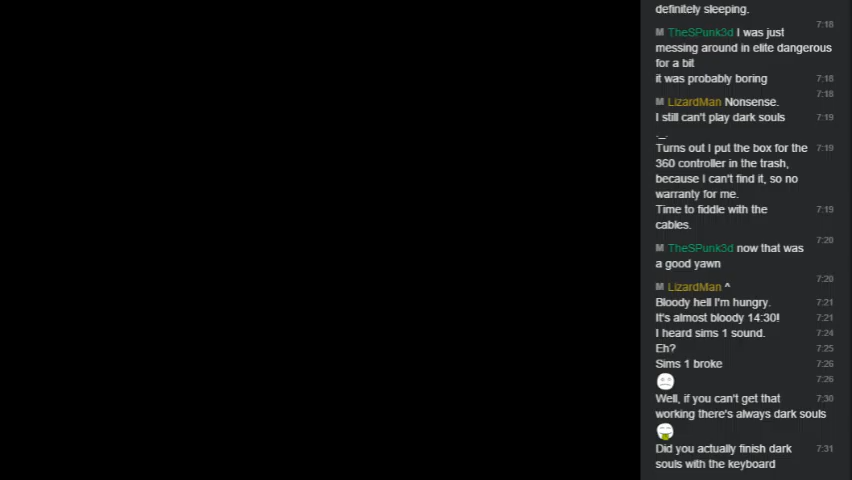 definitely sleeping.
7:18
M TheSPunk3d I was just
messing around in elite dangerous
for a bit
it was probably boring 7:18
7:18
M LizardMan Nonsense.
I still can't play dark souls 7:19
._.
Turns out I put the box for the 7:19
360 controller in the trash,
because I can't find it, so no
warranty for me.
Time to fiddle with the 7:19
cables.
7:20
M TheSPunk3d now that was
a good yawn
7:20
M LizardMan ^
Bloody hell I'm hungry. 7:21
It's almost bloody 14:30! 7:21
I heard sims 1 sound. 7:24
Eh? 7:25
Sims 1 broke 7:26
7:26
Well, if you can't get that 7:30
working there's always dark souls
Did you actually finish dark 7:31
souls with the keyboard